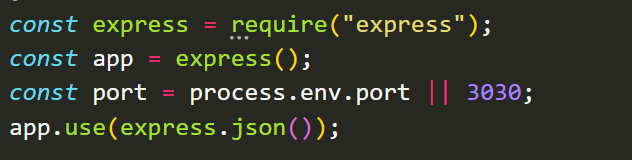 const express = require("express");
const app = express();
const port = process.env.port || 3030;
app.use(express.json());